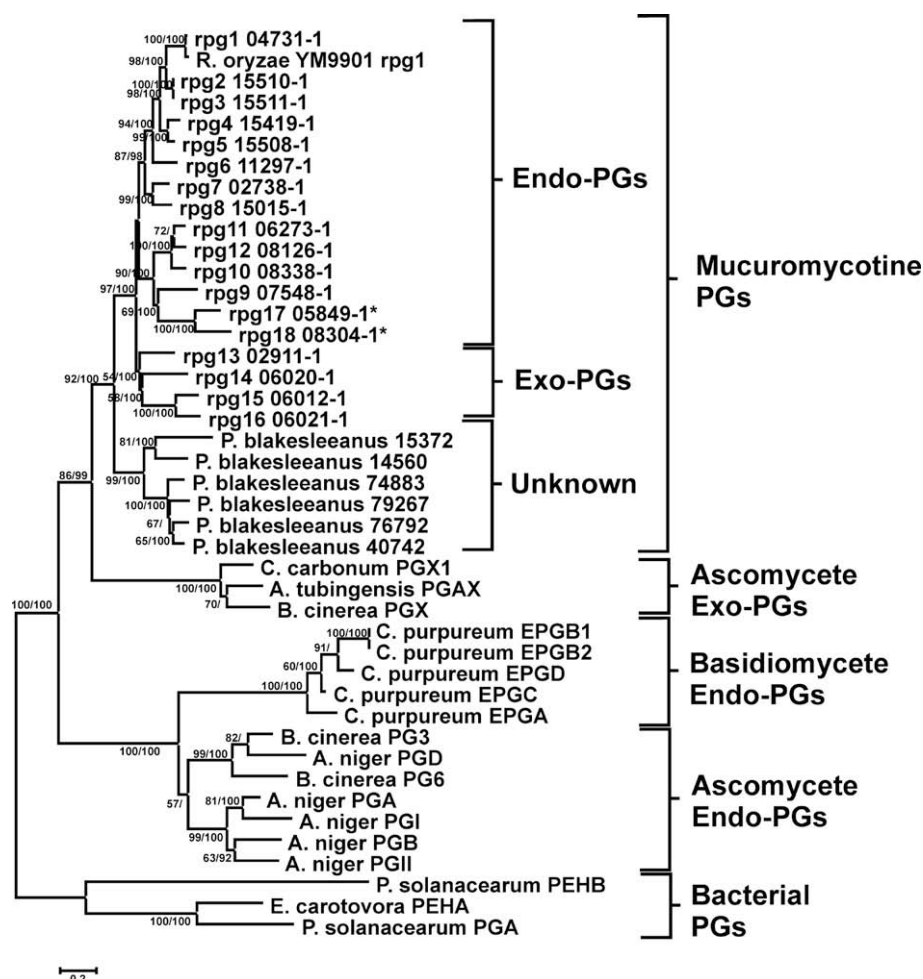 100/100
rpg1 04731-1
98/100
R. oryzae YM9901 rpg1
100/100
rpg2 15510-1
98/100
rpg3 15511-1
94/100
rpg4 15419-1
99/100
rpg5 15508-1
87/98
rpg6 11297-1
rpg7 02738-1
99/100
rpg8 15015-1
72/
rpg11 06273-1
100/100
rpg12 08126-1
90/100
rpg10 08338-1
97/100
rpg9 07548-1
69/100
rpg17 05849-1*
100/100
rpg18 08304-1*
rpg13 02911-1
92/100
54/100
rpg14 06020-1
58/100
rpg15 06012-1
100/100
rpg16 06021-1
81/100
P. blakesleeanus 15372
P. blakesleeanus 14560
86/99
99/100
P. blakesleeanus 74883
100/100
P. blakesleeanus 79267
67/
P. blakesleeanus 76792
65/100
P. blakesleeanus 40742
C. carbonum PGX1
100/100
A. tubingensis PGAX
70/
B. cinerea PGX
100/100
100/100
C. purpureum EPGB1
91/
C. purpureum EPGB2
60/100
C. purpureum EPGD
100/100
C. purpureum EPGC
C. purpureum EPGA
82/
B. cinerea PG3
100/100
99/100
A. niger PGD
B. cinerea PG6
57/
81/100
A. niger PGA
A. niger PGI
99/100
A. niger PGB
63/92
A. niger PGII
P. solanacearum PEHB
E. carotovora PEHA
100/100
P. solanacearum PGA
Endo-PGs
Exo-PGs
Unknown
Mucuromycotine
PGs
Ascomycete
Exo-PGs
Basidiomycete
Endo-PGs
Ascomycete
Endo-PGs
Bacterial
PGs
0.2